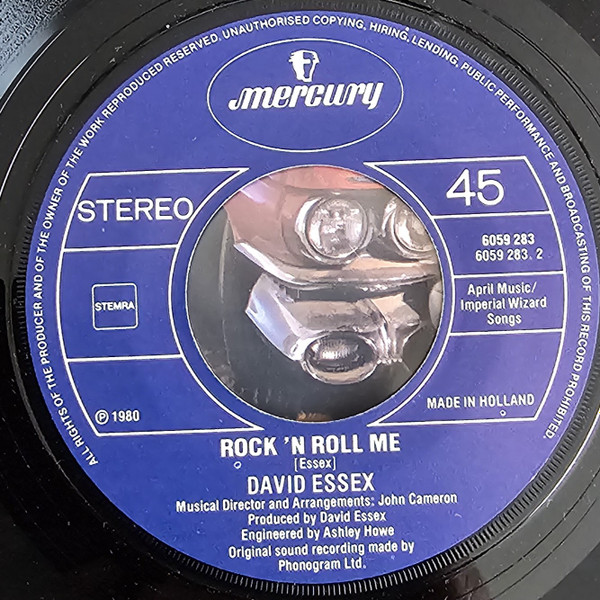 ALL RIGHTS OF THE PRODUCER AND OF THE OWNER OF THE WORK REPRODUCED RESERVED. UNAUTHORISED COPYING, HIRING, LENDING, PUBLIC PERFORMANCE AND BROADCASTING OF THIS RECORD PROHIBITED.
mercury
STEREO
45
6059 283
6059 283. 2
STEMRA
April Music/
Imperial Wizard
Songs
℗ 1980
MADE IN HOLLAND
ROCK 'N ROLL ME
[Essex]
DAVID ESSEX
Musical Director and Arrangements: John Cameron
Produced by David Essex
Engineered by Ashley Howe
Original sound recording made by
Phonogram Ltd.